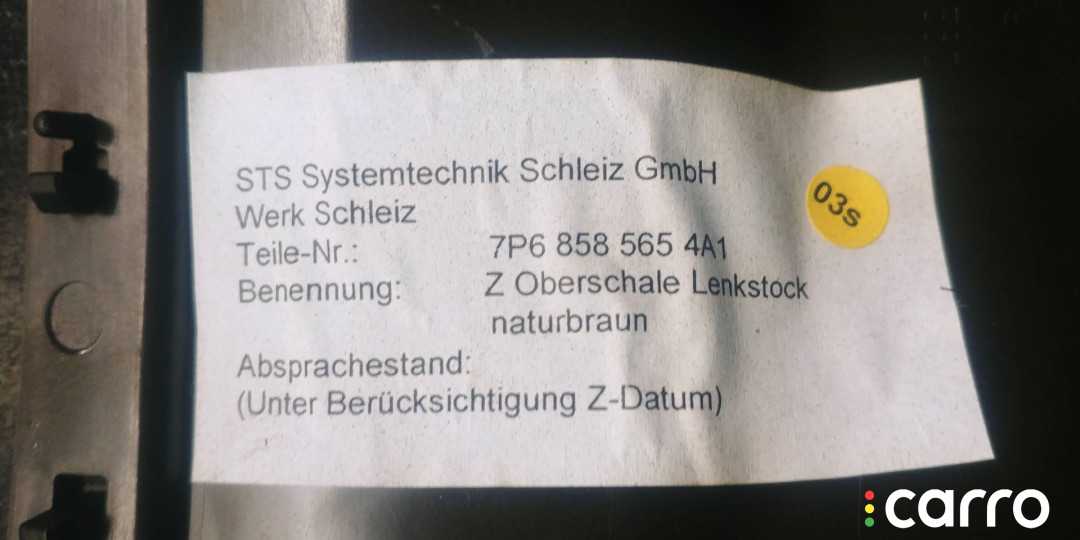 STS Systemtechnik Schleiz GmbH
Werk Schleiz
Teile-Nr.: 7P6 858 565 4A1
Benennung: Z Oberschale Lenkstock
naturbraun
Absprachestand:
(Unter Berücksichtigung Z-Datum)
03s
carro